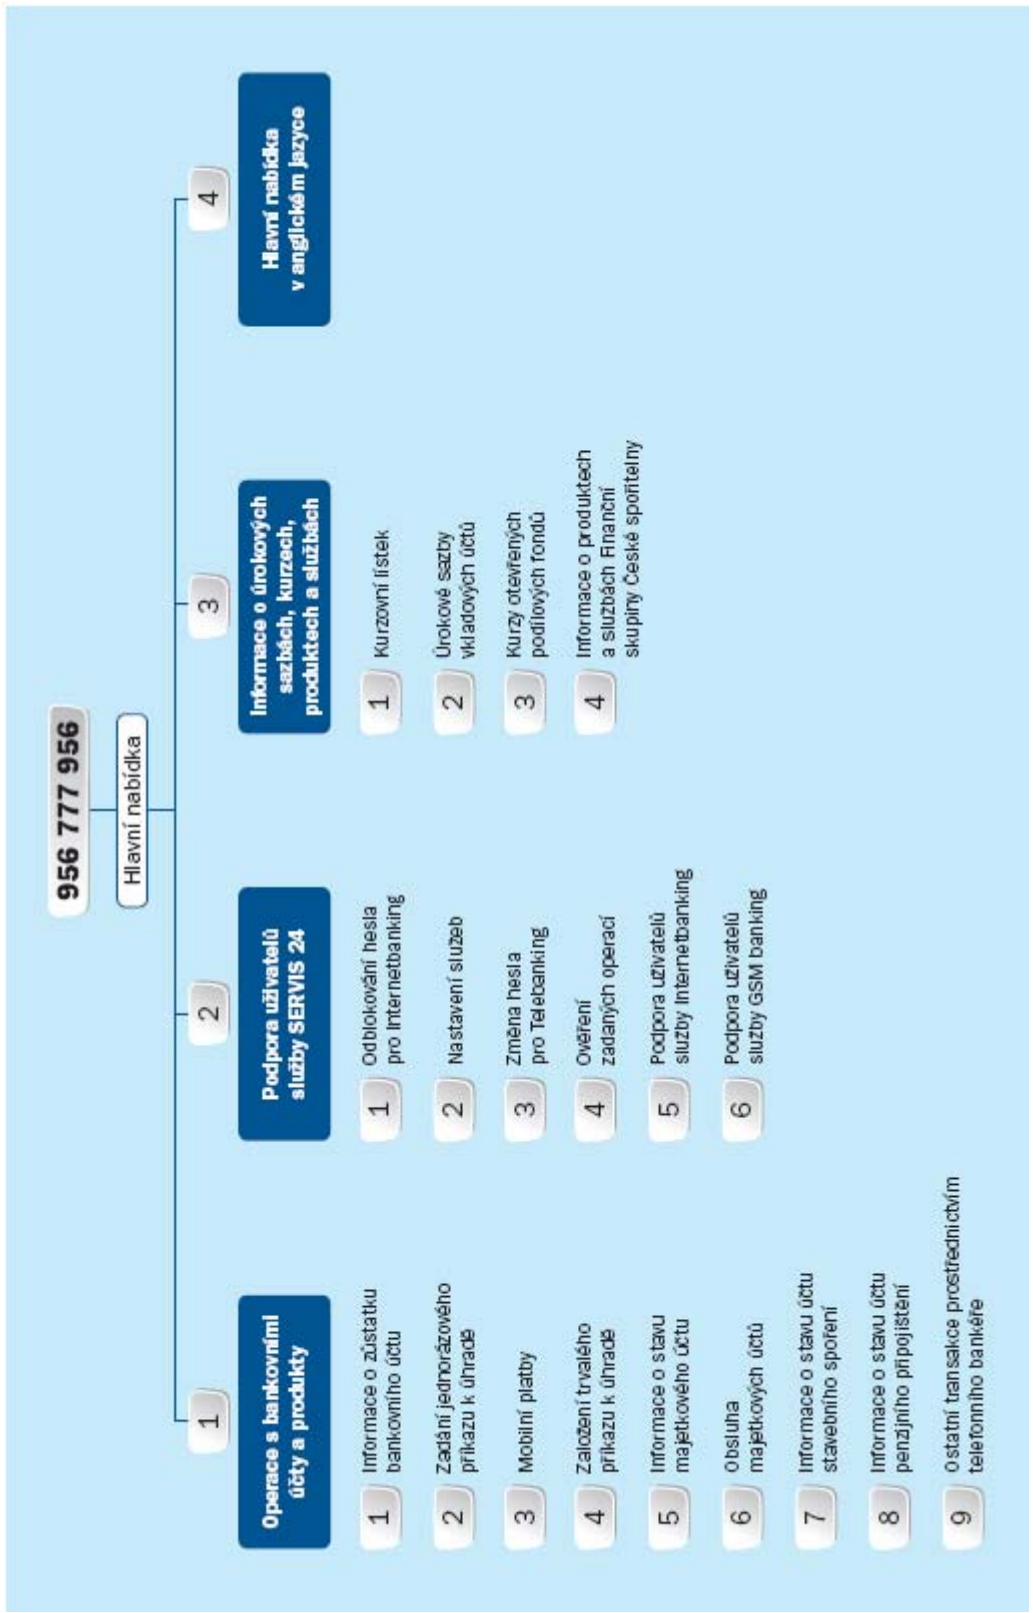 956 777 956
Hlavní nabídka
1
Operace s bankovními
účty a produkty
1
Informace o zůstatku
bankovního účtu
2
Zadání jednorázového
příkazu k úhradě
3
Mobilní platby
4
Založení trvalého
příkazu k úhradě
5
Informace o stavu
majetkového účtu
6
Obsluha
majetkových účtů
7
Informace o stavu účtu
stavebního spoření
8
Informace o stavu účtu
penzijního připojištění
9
Ostatní transakce prostřednictvím
telefonního bankéře
2
Podpora uživatelů
služby SERVIS 24
1
Odblokování hesla
pro Internetbanking
2
Nastavení služeb
3
Změna hesla
pro Telebanking
4
Ověření
zadaných operací
5
Podpora uživatelů
služby Internetbanking
6
Podpora uživatelů
služby GSM banking
3
Informace o úrokových
sazbách, kurzech,
produktech a službách
1
Kurzovní lístek
2
Úrokové sazby
vkladových účtů
3
Kurzy otevřených
podílových fondů
4
Informace o produktech
a službách Finanční
skupiny České spořitelny
4
Hlavní nabídka
v anglickém jazyce